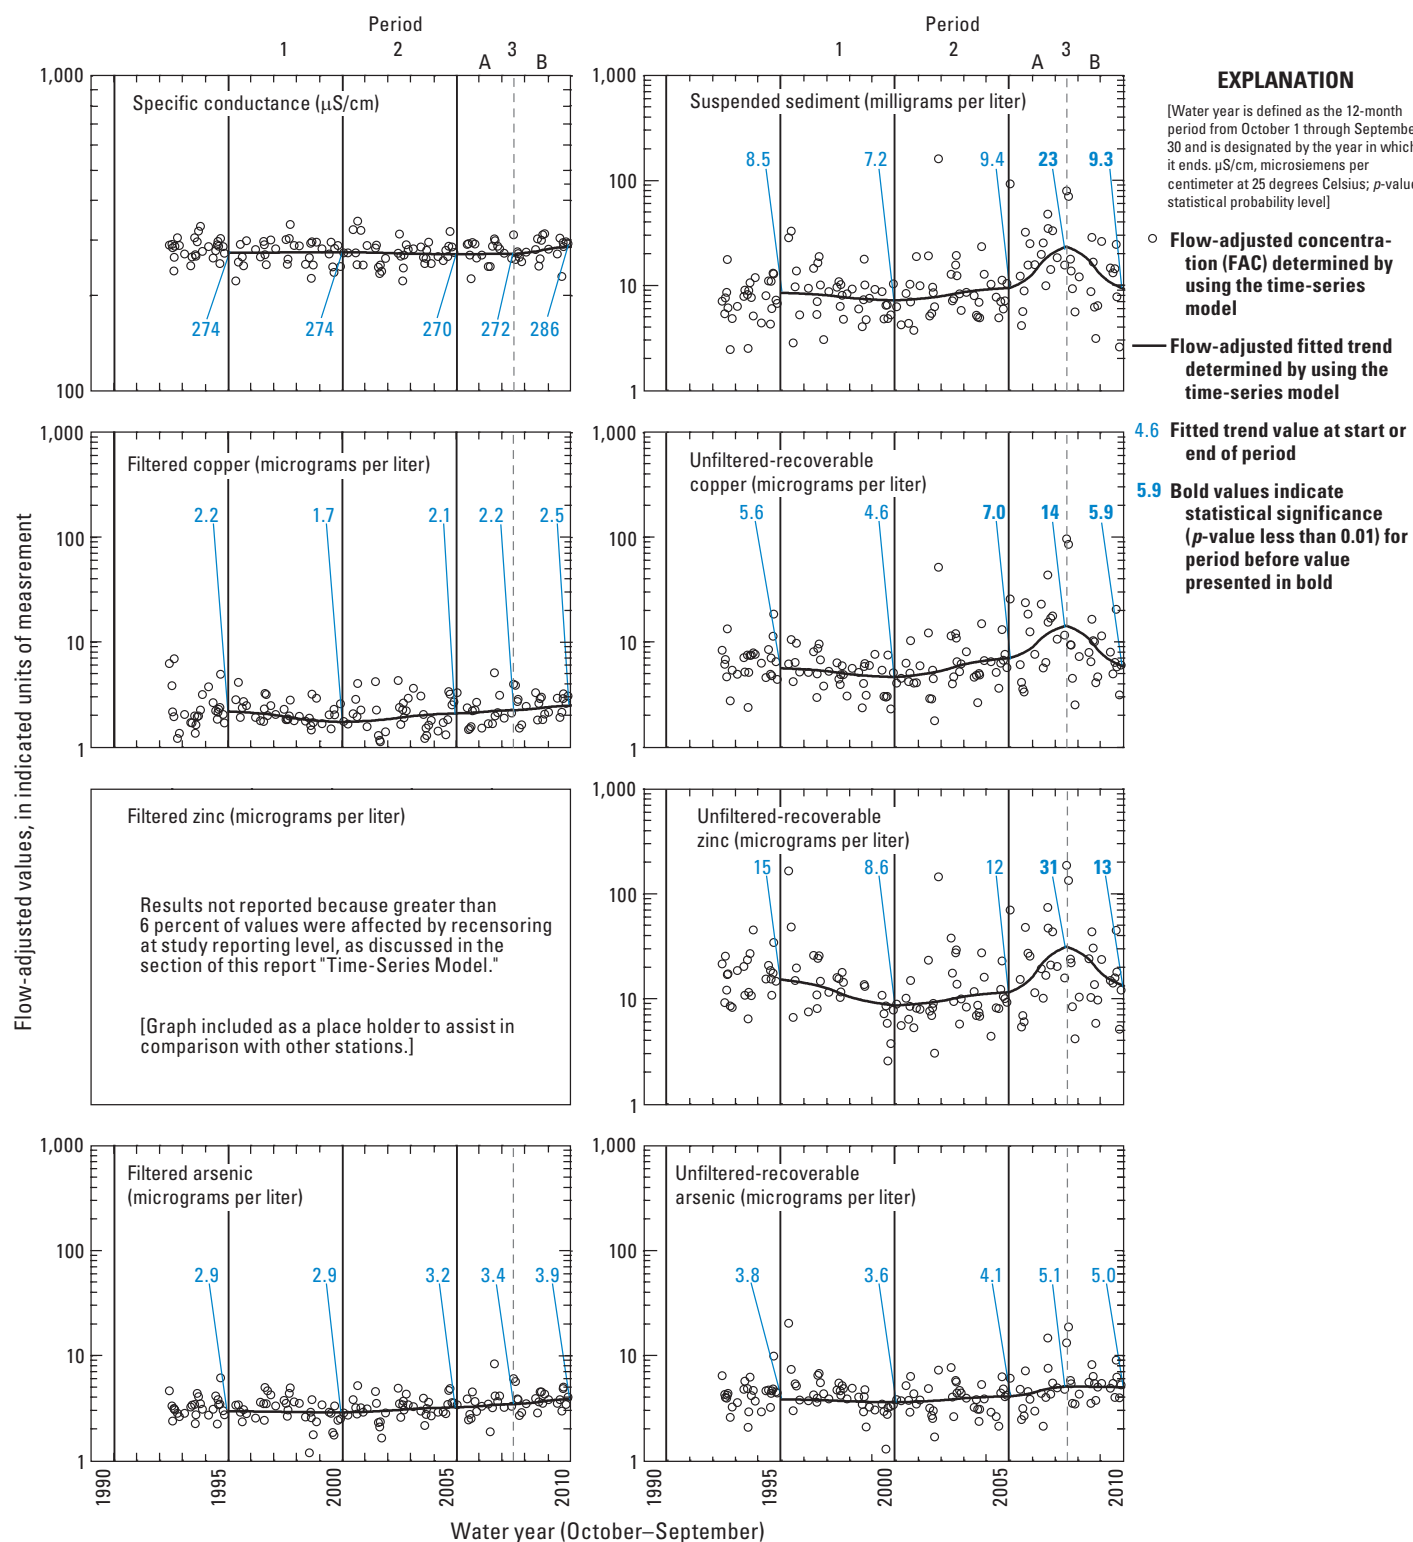 Period
1
2
3
A
B
Period
1
2
3
A
B
1,000
100
Specific conductance (µS/cm)
274
274
270
272
286
1,000
100
10
1
Suspended sediment (milligrams per liter)
8.5
7.2
9.4
23
9.3
1,000
100
10
1
Filtered copper (micrograms per liter)
2.2
1.7
2.1
2.2
2.5
1,000
100
10
1
Unfiltered-recoverable
copper (micrograms per liter)
5.6
4.6
7.0
14
5.9
Filtered zinc (micrograms per liter)
Results not reported because greater than
6 percent of values were affected by recensoring
at study reporting level, as discussed in the
section of this report "Time-Series Model."
[Graph included as a place holder to assist in
comparison with other stations.]
1,000
100
10
1
Unfiltered-recoverable
zinc (micrograms per liter)
15
8.6
12
31
13
1,000
100
10
1
Filtered arsenic
(micrograms per liter)
2.9
2.9
3.2
3.4
3.9
1,000
100
10
1
Unfiltered-recoverable
arsenic (micrograms per liter)
3.8
3.6
4.1
5.1
5.0
1990
1995
2000
2005
2010
1990
1995
2000
2005
2010
Flow-adjusted values, in indicated units of measrement
Water year (October–September)
EXPLANATION
[Water year is defined as the 12-month
period from October 1 through Septembe
30 and is designated by the year in which
it ends. µS/cm, microsiemens per
centimeter at 25 degrees Celsius; p-value
statistical probability level]
Flow-adjusted concentra-
tion (FAC) determined by
using the time-series
model
Flow-adjusted fitted trend
determined by using the
time-series model
4.6 Fitted trend value at start or
end of period
5.9 Bold values indicate
statistical significance
(p-value less than 0.01) for
period before value
presented in bold